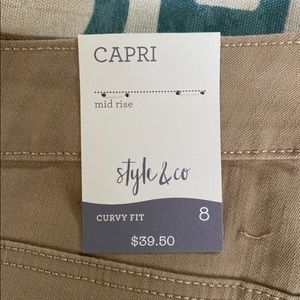 CAPRI
mid rise
style & co
CURVY FIT 8
$39.50